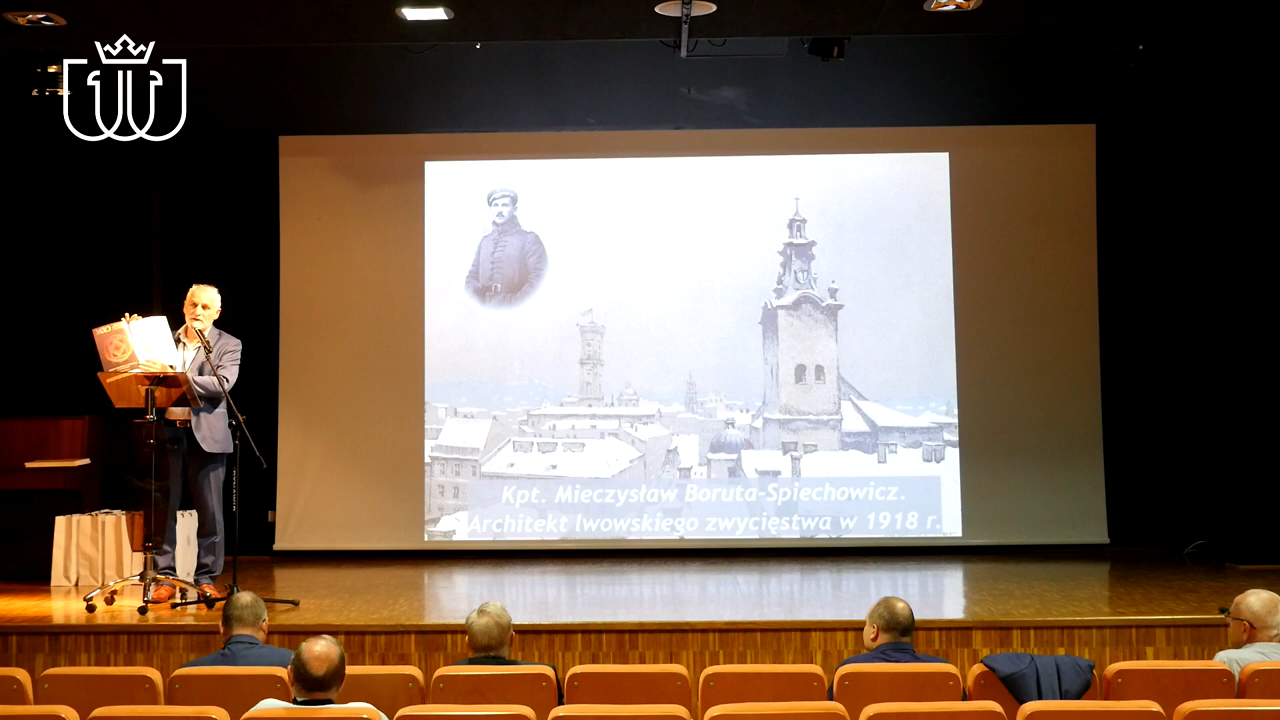 Kpt. Mieczysław Boruta-Spiechowicz.
Architekt lwowskiego zwycięstwa w 1918 r.